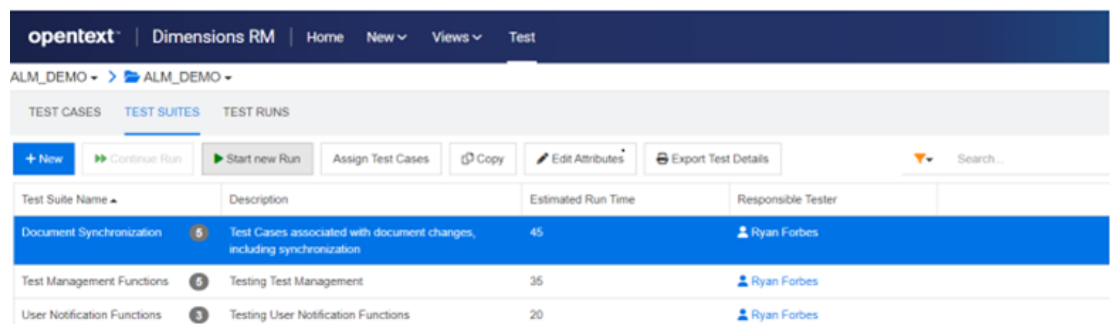 opentext™ | Dimensions RM | Home New Views Test
ALM_DEMO > ALM_DEMO
TEST CASES TEST SUITES TEST RUNS
+ New Continue Run Start new Run Assign Test Cases Copy Edit Attributes Export Test Details Search...
Test Suite Name Description Estimated Run Time Responsible Tester
Document Synchronization 5 Test Cases associated with document changes, 45 Ryan Forbes
including synchronization
Test Management Functions 5 Testing Test Management 35 Ryan Forbes
User Notification Functions 3 Testing User Notification Functions 20 Ryan Forbes